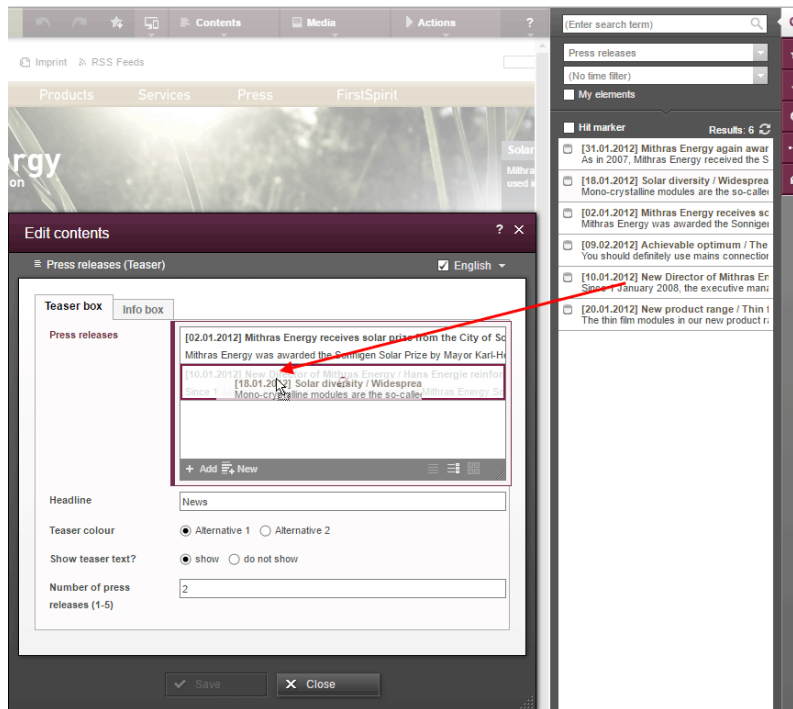 Contents
Media
Actions
?
Imprint
RSS Feeds
Products
Services
Press
FirstSpirit
rgy
on
Solar
Mithra
used i
Edit contents
? ×
Press releases (Teaser)
English
Teaser box
Info box
Press releases
[02.01.2012] Mithras Energy receives solar prize from the City of So
Mithras Energy was awarded the Sonnigen Solar Prize by Mayor Karl-He
[10.01.2012] New Director of Mithras Energy / Hans Energie reinfor
Since 1 Mithras Energy So
[18.01.2012] Solar diversity / Widesprea
Mono-crystalline modules are the so-calle
+ Add
New
Headline
News
Teaser colour
Alternative 1
Alternative 2
Show teaser text?
show
do not show
Number of press
releases (1-5)
2
Save
Close
(Enter search term)
Press releases
(No time filter)
My elements
Hit marker
Results: 6
[31.01.2012] Mithras Energy again awar
As in 2007, Mithras Energy received the S
[18.01.2012] Solar diversity / Widesprea
Mono-crystalline modules are the so-calle
[02.01.2012] Mithras Energy receives sc
Mithras Energy was awarded the Sonnige
[09.02.2012] Achievable optimum / The
You should definitely use mains connection
[10.01.2012] New Director of Mithras En
Since 1 January 2008, the executive mana
[20.01.2012] New product range / Thin f
The thin film modules in our new product ra